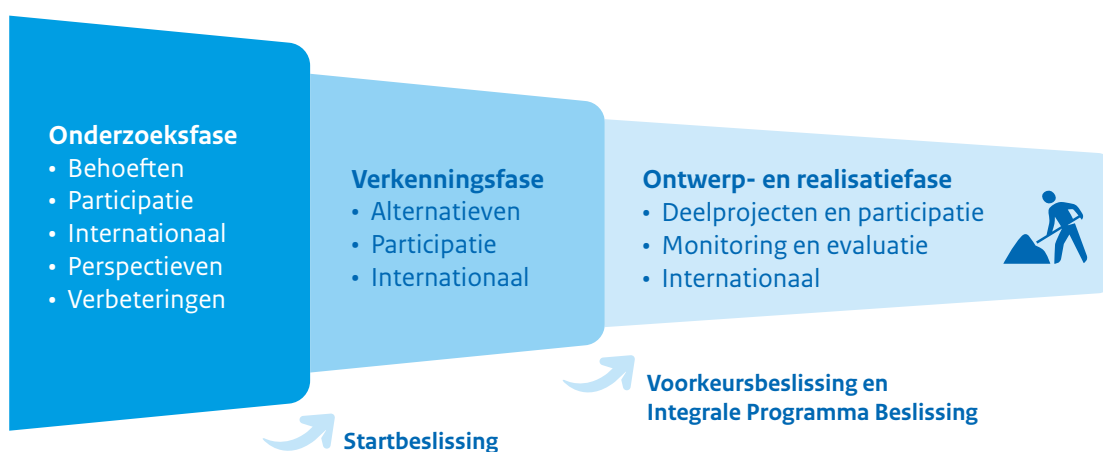 Onderzoeksfase
• Behoeften
• Participatie
• Internationaal
• Perspectieven
• Verbeteringen
Startbeslissing
Verkenningsfase
• Alternatieven
• Participatie
• Internationaal
Voorkeursbeslissing en
Integrale Programma Beslissing
Ontwerp- en realisatiefase
• Deelprojecten en participatie
• Monitoring en evaluatie
• Internationaal